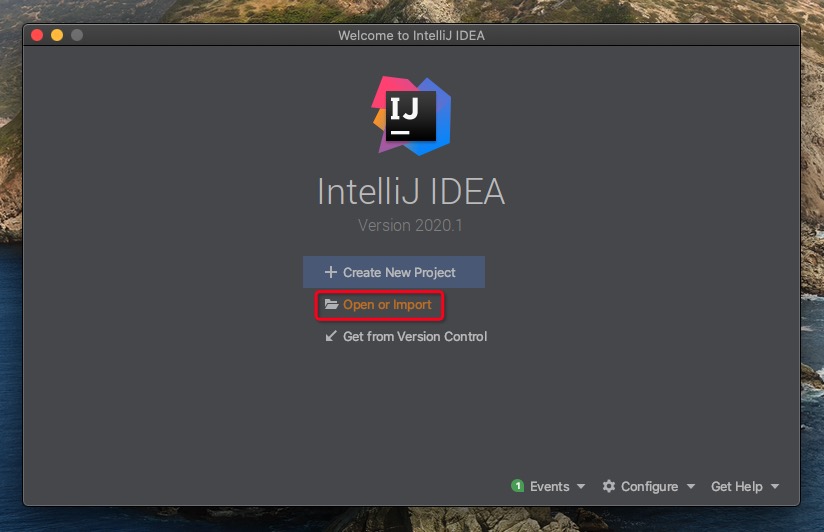 Welcome to IntelliJ IDEA
IJ
IntelliJ IDEA
Version 2020.1
Create New Project
Open or Import
Get from Version Control
1 Events Configure Get Help